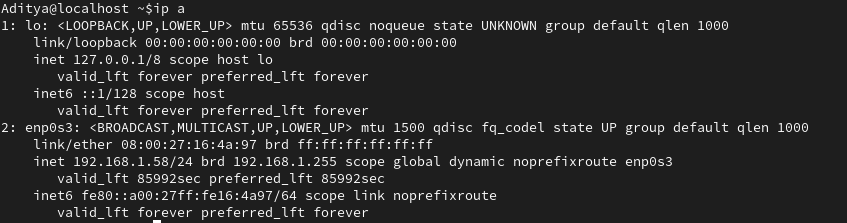 Aditya@localhost ~$ip a
1: lo: <LOOPBACK,UP,LOWER_UP> mtu 65536 qdisc noqueue state UNKNOWN group default qlen 1000
    link/loopback 00:00:00:00:00:00 brd 00:00:00:00:00:00
    inet 127.0.0.1/8 scope host lo
       valid_lft forever preferred_lft forever
    inet6 ::1/128 scope host
       valid_lft forever preferred_lft forever
2: enp0s3: <BROADCAST,MULTICAST,UP,LOWER_UP> mtu 1500 qdisc fq_codel state UP group default qlen 1000
    link/ether 08:00:27:16:4a:97 brd ff:ff:ff:ff:ff:ff
    inet 192.168.1.58/24 brd 192.168.1.255 scope global dynamic noprefixroute enp0s3
       valid_lft 85992sec preferred_lft 85992sec
    inet6 fe80::a00:27ff:fe16:4a97/64 scope link noprefixroute
       valid_lft forever preferred_lft forever